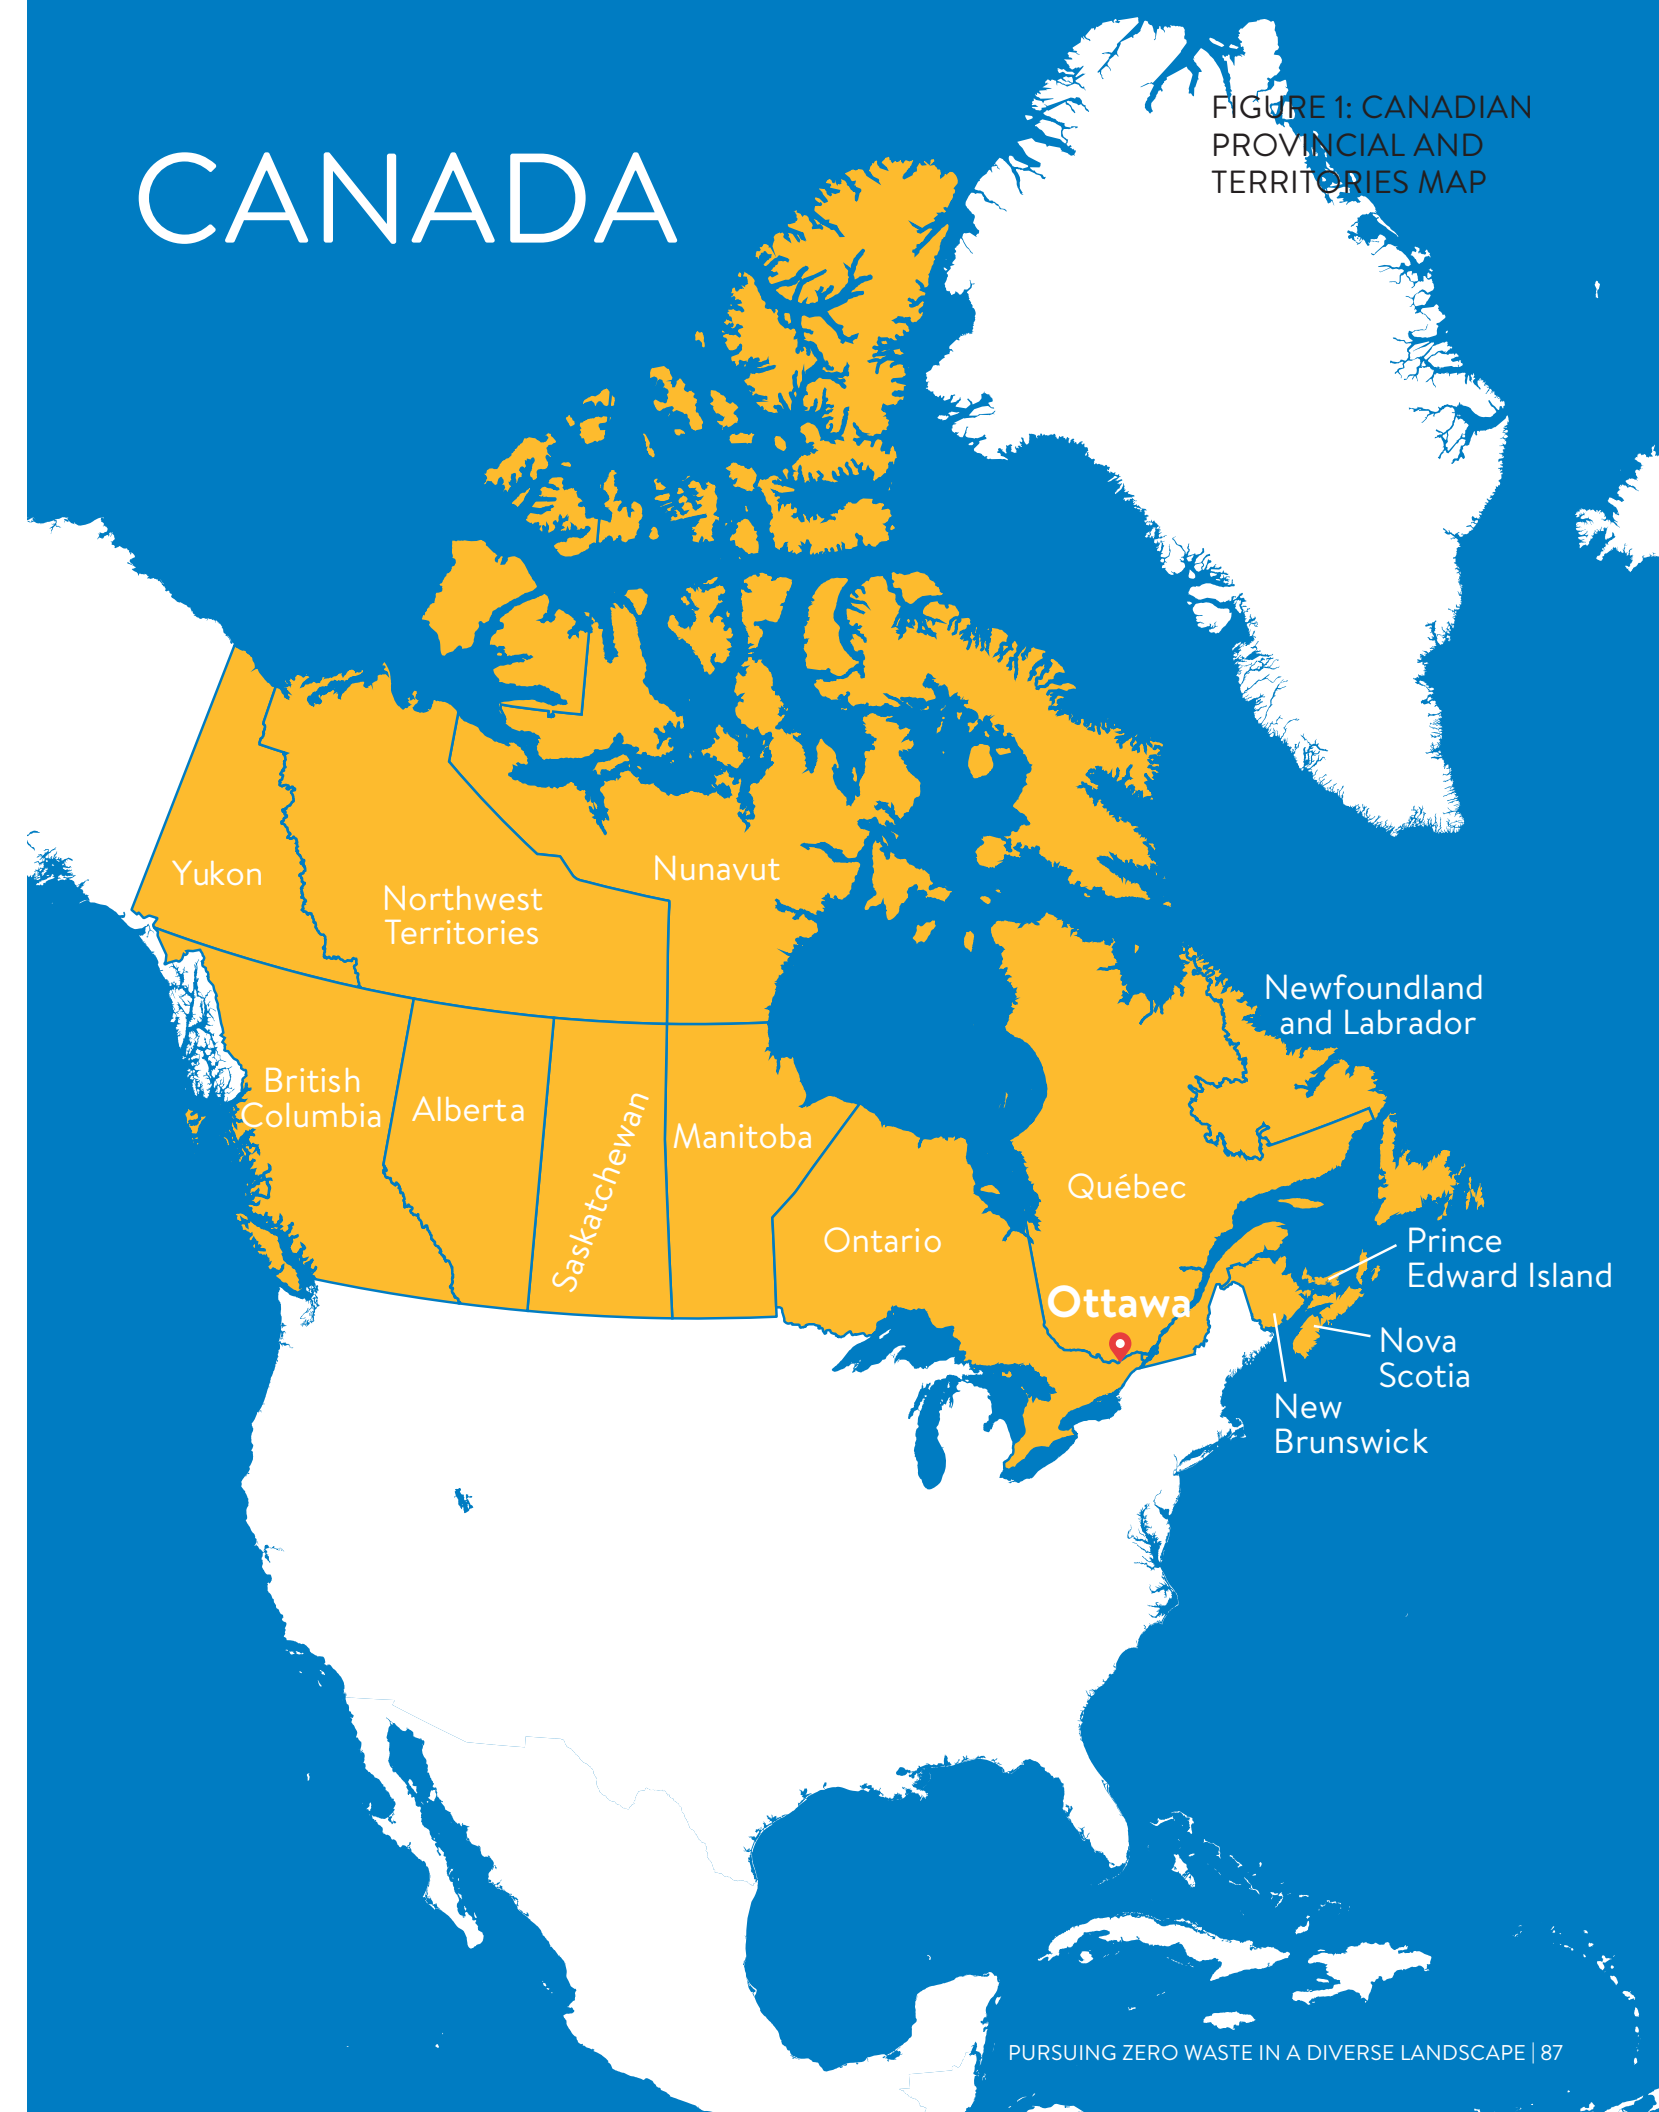 FIGURE 1: CANADIAN
PROVINCIAL AND
TERRITORIES MAP
CANADA
Yukon
Northwest
Territories
Nunavut
Newfoundland
and Labrador
British
Columbia
Alberta
Saskatchewan
Manitoba
Québec
Ontario
Prince
Edward Island
Ottawa
Nova
Scotia
New
Brunswick
PURSUING ZERO WASTE IN A DIVERSE LANDSCAPE | 87